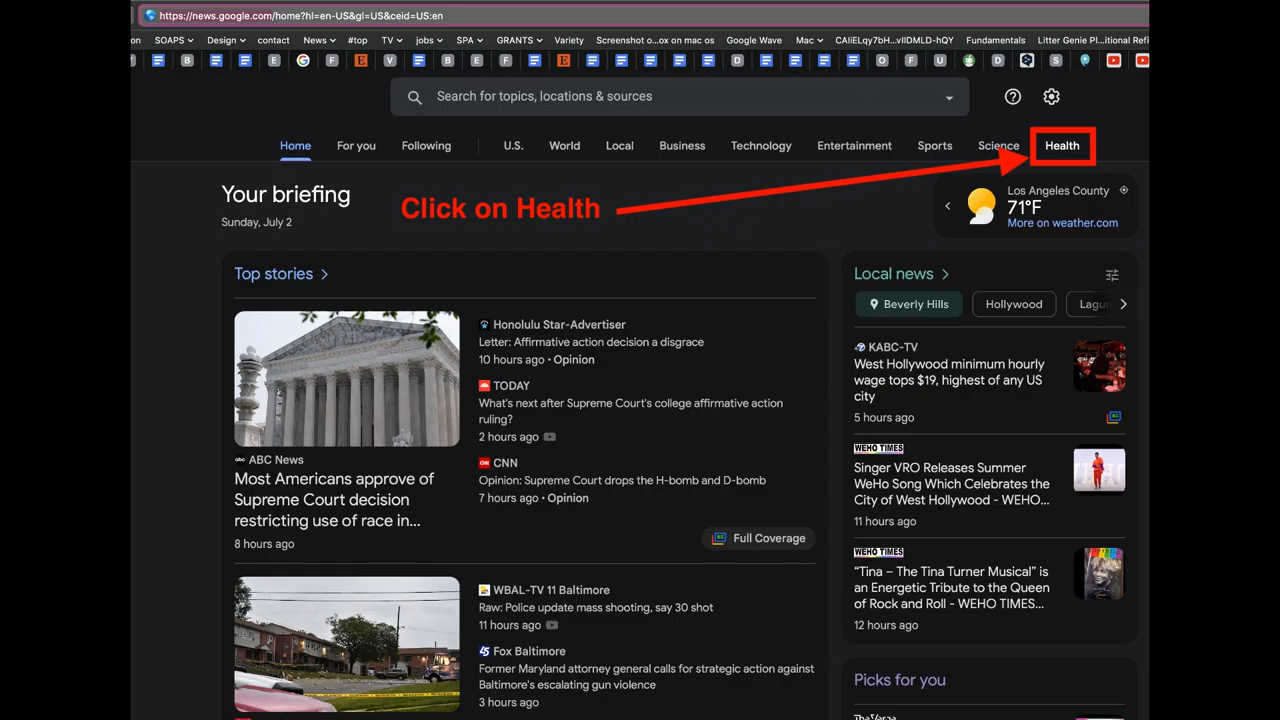 https://news.google.com/home?hl=en-US&gl=US&ceid=US:en
on SOAPS Design contact News #top TV jobs SPA GRANTS Variety Screenshot o...ox on mac os Google Wave Mac CAIiELqy7bH...vIIDMLD-hQY Fundamentals Litter Genie Pl...itional Refi
B E F E V B E F E D O F U D S
Search for topics, locations & sources
Home For you Following U.S. World Local Business Technology Entertainment Sports Science Health
Your briefing
Sunday, July 2
Click on Health
Los Angeles County
71°F
More on weather.com
Top stories
Honolulu Star-Advertiser
Letter: Affirmative action decision a disgrace
10 hours ago • Opinion
TODAY
What's next after Supreme Court's college affirmative action
ruling?
2 hours ago
abc ABC News
Most Americans approve of
Supreme Court decision
restricting use of race in...
8 hours ago
CNN CNN
Opinion: Supreme Court drops the H-bomb and D-bomb
7 hours ago • Opinion
Full Coverage
WBAL-TV 11 Baltimore
Raw: Police update mass shooting, say 30 shot
11 hours ago
45 Fox Baltimore
Former Maryland attorney general calls for strategic action against
Baltimore's escalating gun violence
3 hours ago
Local news
Beverly Hills Hollywood Lagun
KABC-TV
West Hollywood minimum hourly
wage tops $19, highest of any US
city
5 hours ago
WEHO TIMES
Singer VRO Releases Summer
WeHo Song Which Celebrates the
City of West Hollywood - WEHO...
11 hours ago
WEHO TIMES
“Tina – The Tina Turner Musical” is
an Energetic Tribute to the Queen
of Rock and Roll - WEHO TIMES...
12 hours ago
Picks for you
The Verge